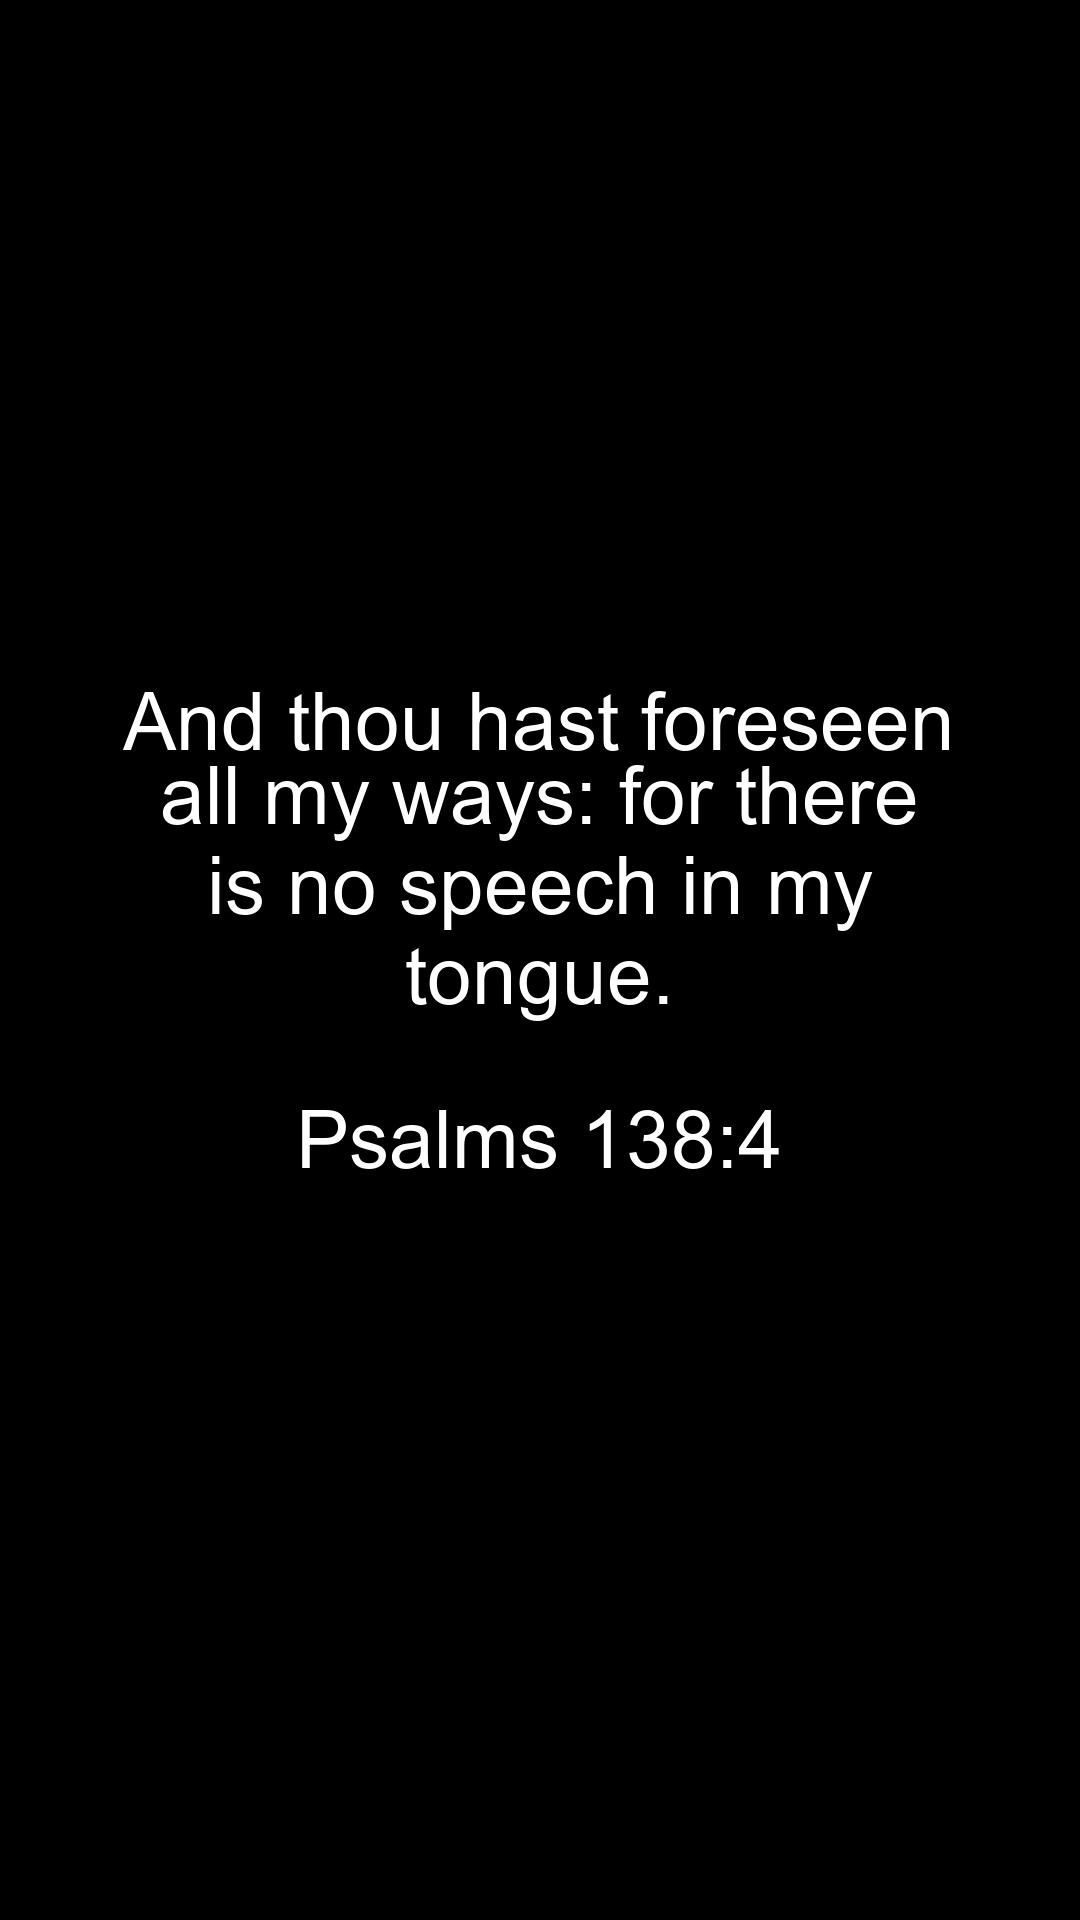 And thou hast foreseen
all my ways: for there
is no speech in my
tongue.
Psalms 138:4